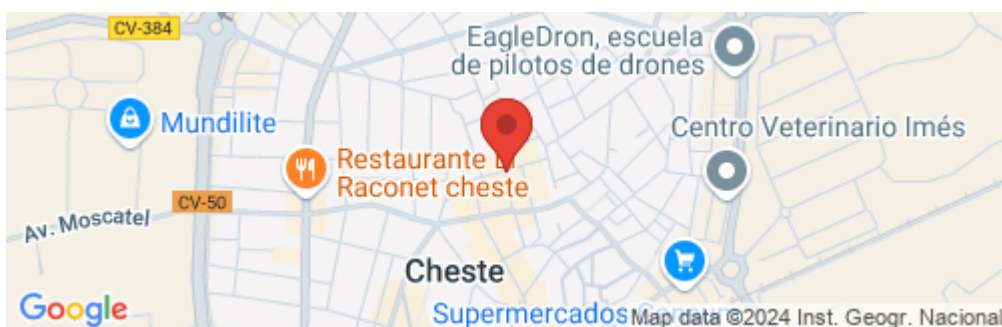 CV-384
EagleDron, escuela
de pilotos de drones
Mundilite
Centro Veterinario Imés
Restaurante El
Raconet cheste
CV-50
Av. Moscatel
Cheste
Google
Supermercados
Map data ©2024 Inst. Geogr. Nacional